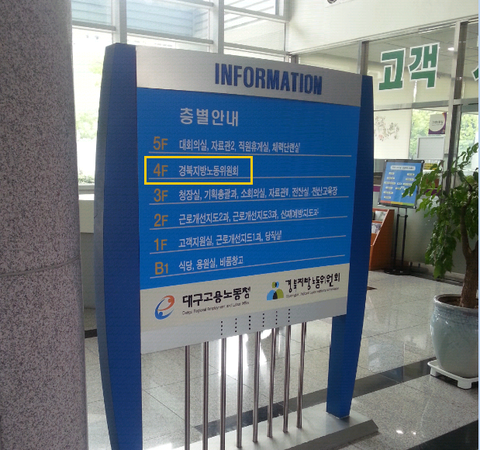 INFORMATION
층별안내
5F 대회의실, 자료관2, 직원휴게실, 체력단련실
4F 경북지방노동위원회
3F 청장실, 기획총괄과, 소회의실, 자료관1, 전산실, 전산교육장
2F 근로개선지도2과, 근로개선지도3과, 산재예방지도과
1F 고객지원실, 근로개선지도1과, 당직실
B1 식당, 용원실, 비품창고
대구고용노동청
경북지방노동위원회
고객